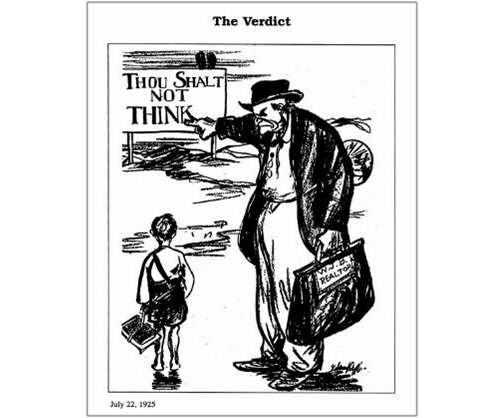 The Verdict
THOU SHALT
NOT
THINK
W.J.B.
REALTOR
July 22, 1925